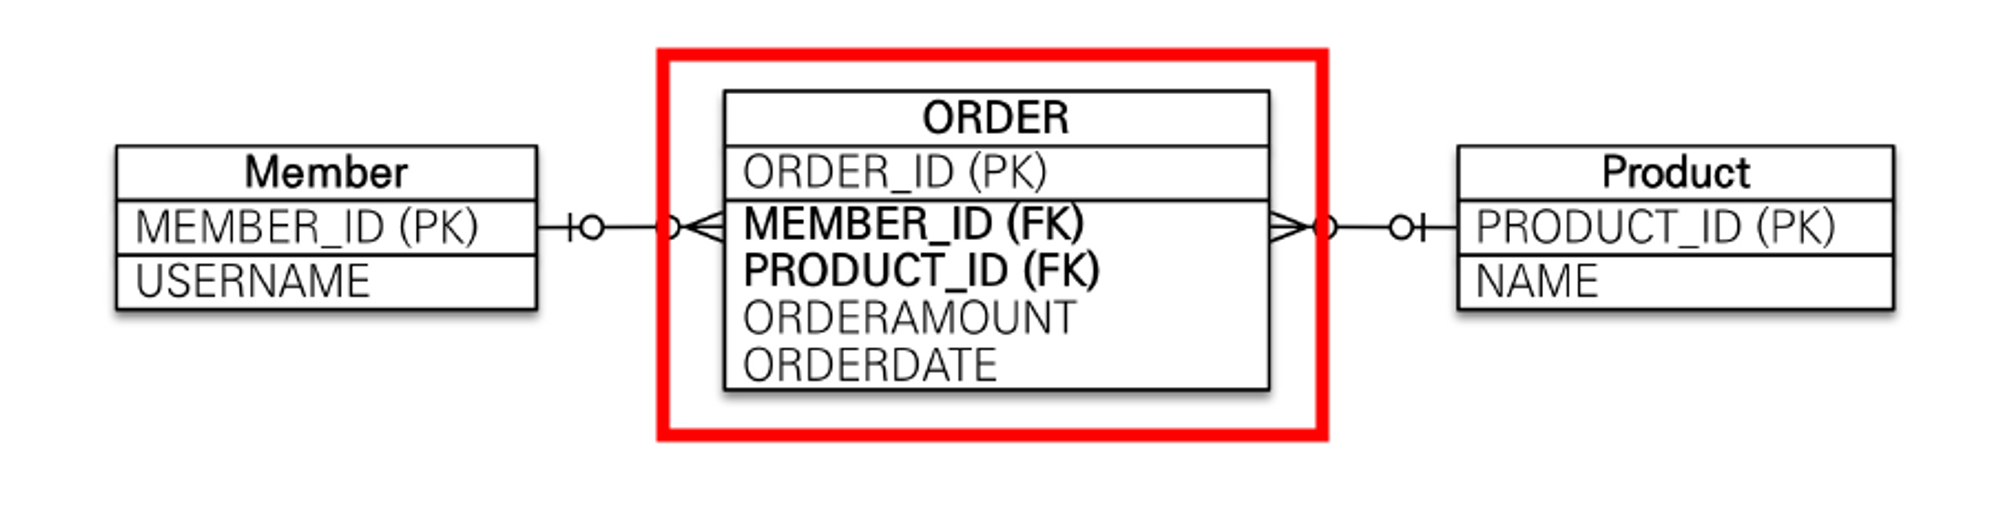 Member
MEMBER_ID (PK)
USERNAME
ORDER
ORDER_ID (PK)
MEMBER_ID (FK)
PRODUCT_ID (FK)
ORDERAMOUNT
ORDERDATE
Product
PRODUCT_ID (PK)
NAME